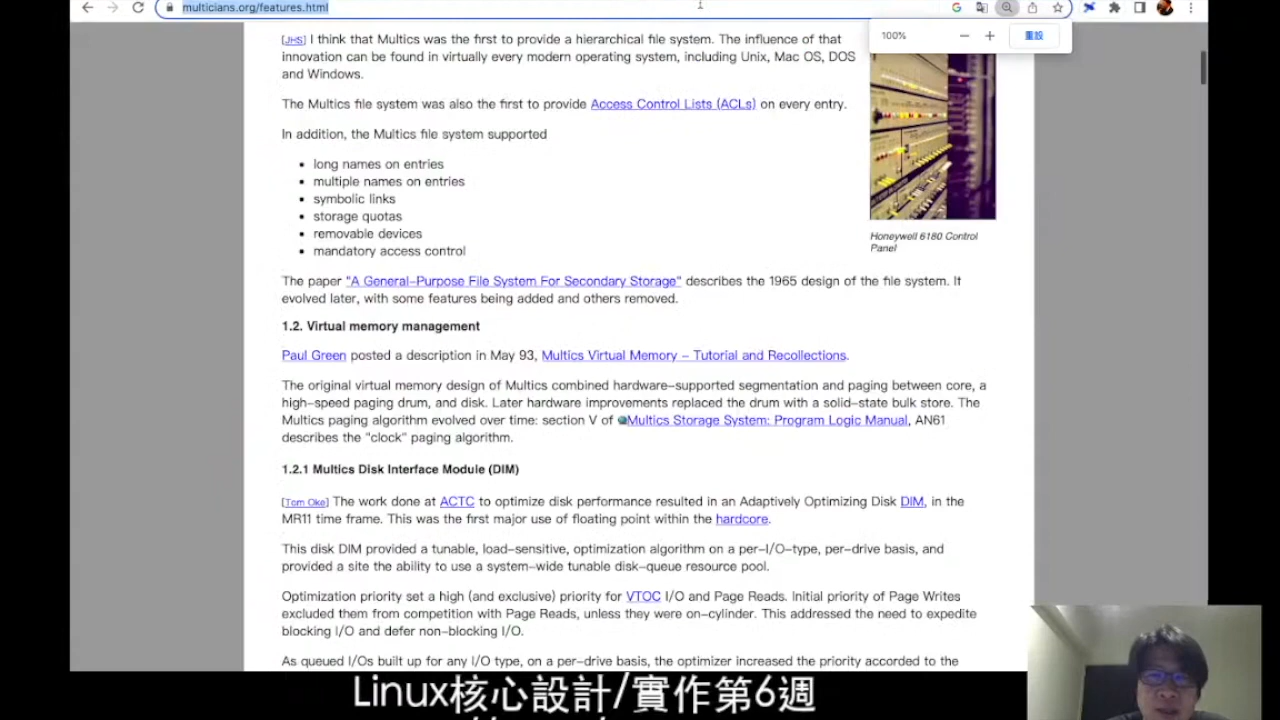 multicians.org/features.html
100%
重設
[JHS] I think that Multics was the first to provide a hierarchical file system. The influence of that
innovation can be found in virtually every modern operating system, including Unix, Mac OS, DOS
and Windows.
The Multics file system was also the first to provide Access Control Lists (ACLs) on every entry.
In addition, the Multics file system supported
• long names on entries
• multiple names on entries
• symbolic links
• storage quotas
• removable devices
• mandatory access control
Honeywell 6180 Control
Panel
The paper "A General-Purpose File System For Secondary Storage" describes the 1965 design of the file system. It
evolved later, with some features being added and others removed.
1.2. Virtual memory management
Paul Green posted a description in May 93, Multics Virtual Memory - Tutorial and Recollections.
The original virtual memory design of Multics combined hardware-supported segmentation and paging between core, a
high-speed paging drum, and disk. Later hardware improvements replaced the drum with a solid-state bulk store. The
Multics paging algorithm evolved over time: section V of Multics Storage System: Program Logic Manual, AN61
describes the "clock" paging algorithm.
1.2.1 Multics Disk Interface Module (DIM)
[Tom Oke] The work done at ACTC to optimize disk performance resulted in an Adaptively Optimizing Disk DIM, in the
MR11 time frame. This was the first major use of floating point within the hardcore.
This disk DIM provided a tunable, load-sensitive, optimization algorithm on a per-I/O-type, per-drive basis, and
provided a site the ability to use a system-wide tunable disk-queue resource pool.
Optimization priority set a high (and exclusive) priority for VTOC I/O and Page Reads. Initial priority of Page Writes
excluded them from competition with Page Reads, unless they were on-cylinder. This addressed the need to expedite
blocking I/O and defer non-blocking I/O.
As queued I/Os built up for any I/O type, on a per-drive basis, the optimizer increased the priority accorded to the
Linux核心設計/實作第6週